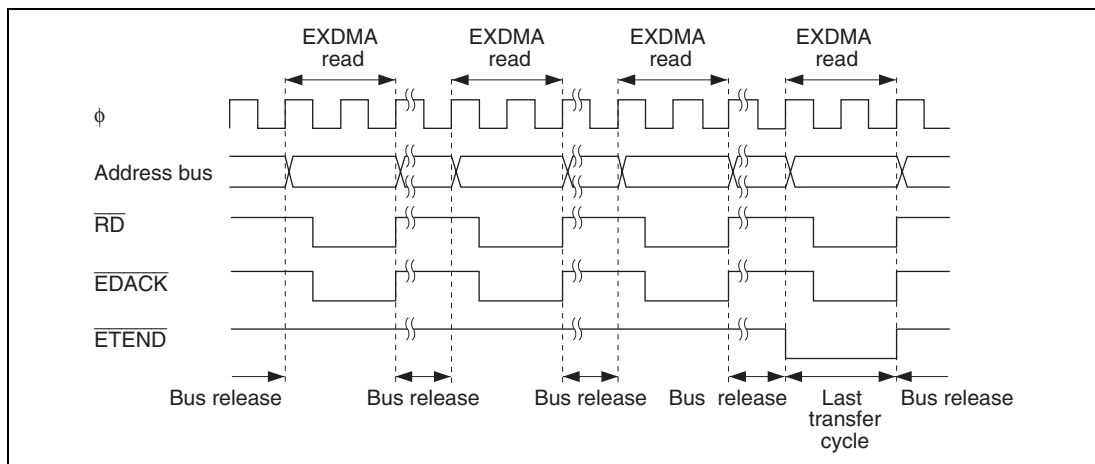 EXDMA read
EXDMA read
EXDMA read
EXDMA read
φ
Address bus
RD
EDACK
ETEND
Bus release
Bus release
Bus release
Bus release
Last transfer cycle
Bus release